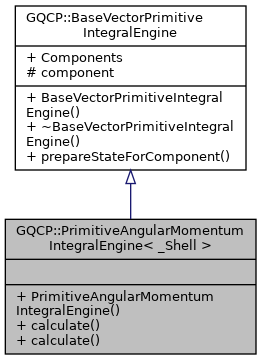 GQCP::BaseVectorPrimitive
IntegralEngine
+ Components
# component
+ BaseVectorPrimitiveIntegral
Engine()
+ ~BaseVectorPrimitiveIntegral
Engine()
+ prepareStateForComponent()
GQCP::PrimitiveAngularMomentum
IntegralEngine< _Shell >
+ PrimitiveAngularMomentum
IntegralEngine()
+ calculate()
+ calculate()